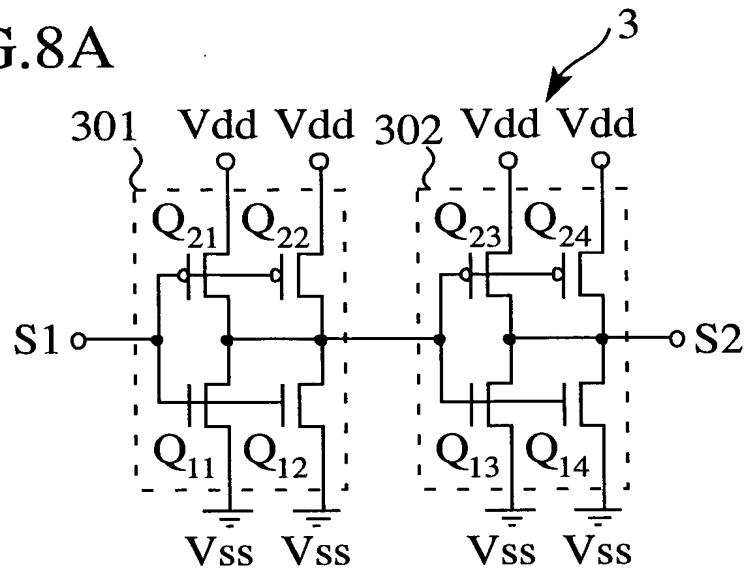 G.8A
3
301 Vdd Vdd 302 Vdd Vdd
Q21 Q22 Q23 Q24
S1 S2
Q11 Q12 Q13 Q14
Vss Vss Vss Vss